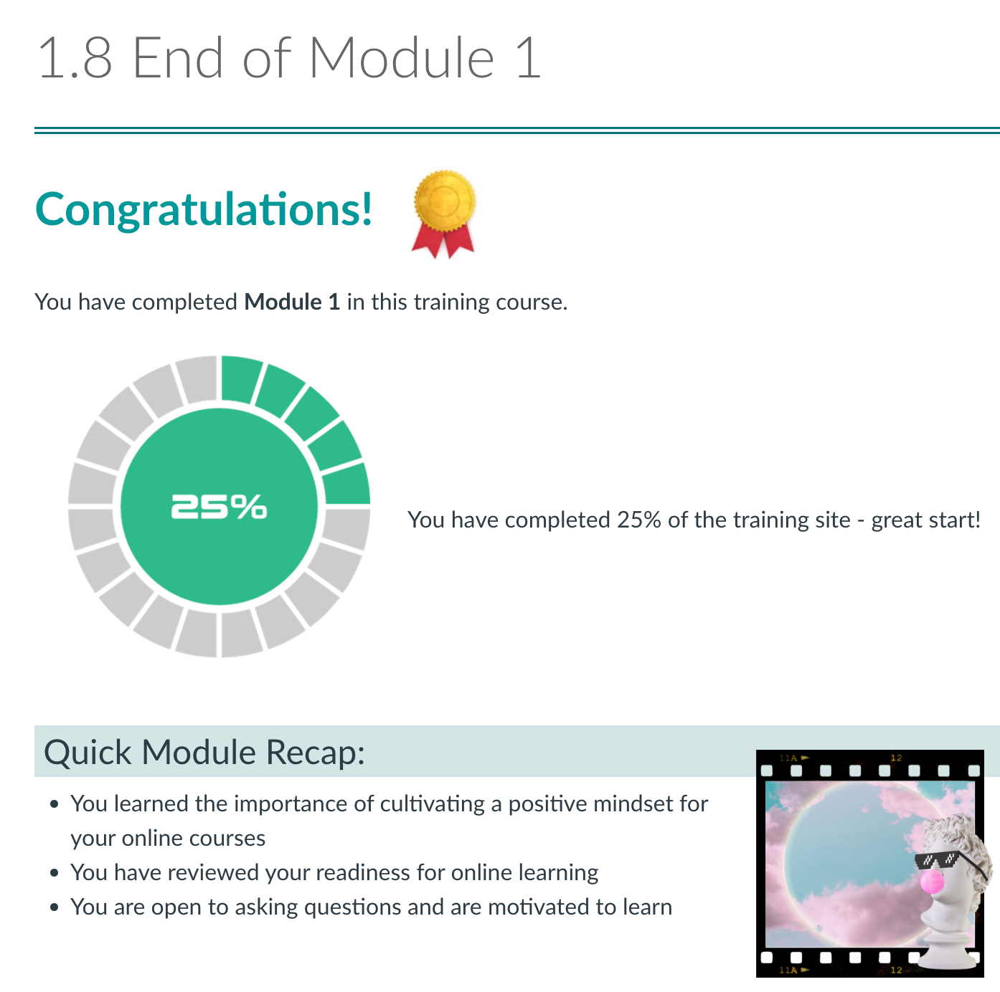 1.8 End of Module 1
Congratulations!
You have completed Module 1 in this training course.
25%
You have completed 25% of the training site - great start!
Quick Module Recap:
• You learned the importance of cultivating a positive mindset for
your online courses
• You have reviewed your readiness for online learning
• You are open to asking questions and are motivated to learn
11A 12
11A 12